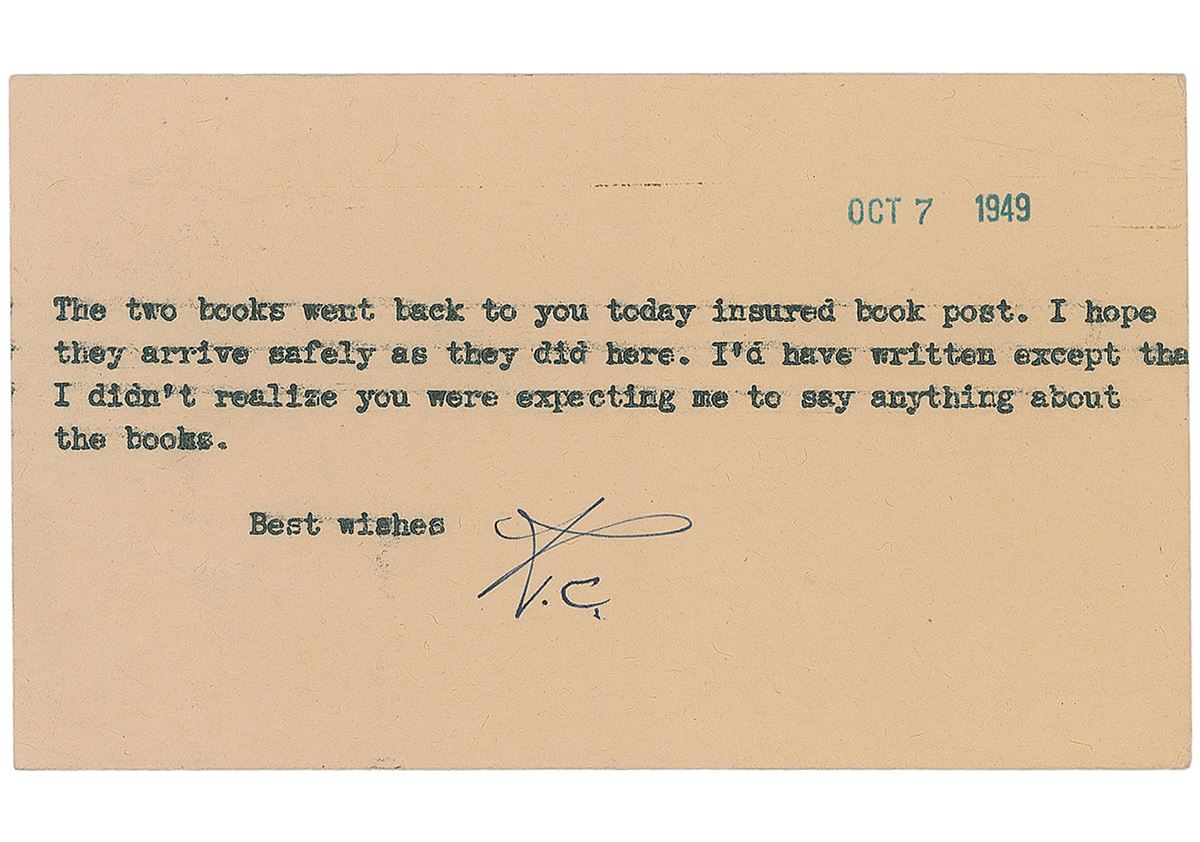 OCT 7 1949
The two books went back to you today insured book post. I hope
they arrive safely as they did here. I'd have written except tha
I didn't realize you were expecting me to say anything about
the books.
Best wishes
V.C.